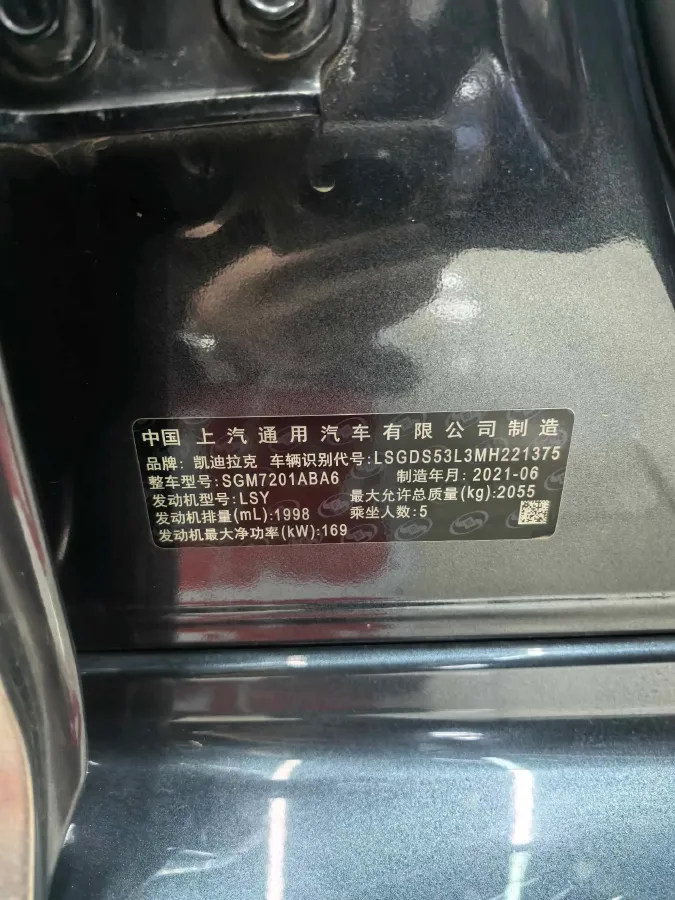 中国 上汽通用汽车有限公司制造
品牌: 凯迪拉克 车辆识别代号:LSGDS53L3MH221375
整车型号:SGM7201ABA6 制造年月: 2021-06
发动机型号:LSY 最大允许总质量(kg):2055
发动机排量(mL):1998 乘坐人数:5
发动机最大净功率(kW):169